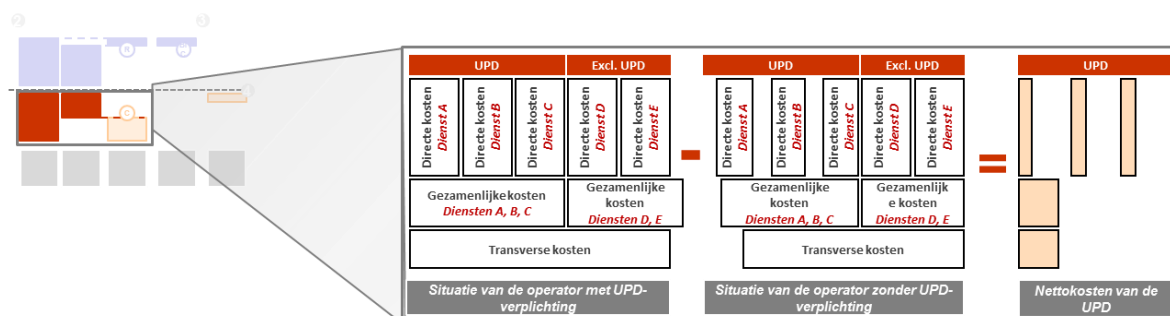 2
3
R
C
UPD
Excl. UPD
UPD
Excl. UPD
UPD
Directe kosten
Dienst A
Directe kosten
Dienst B
Directe kosten
Dienst C
Directe kosten
Dienst D
Directe kosten
Dienst E
-
Directe kosten
Dienst A
Directe kosten
Dienst B
Directe kosten
Dienst C
Directe kosten
Dienst D
Directe kosten
Dienst E
=
Gezamenlijke kosten
Diensten A, B, C
Gezamenlijke
kosten
Diensten D, E
Gezamenlijke
kosten
Diensten A, B, C
Gezamenlijk
e kosten
Diensten D, E
Transverse kosten
Transverse kosten
Situatie van de operator met UPD-
verplichting
Situatie van de operator zonder UPD-
verplichting
Nettokosten van de
UPD